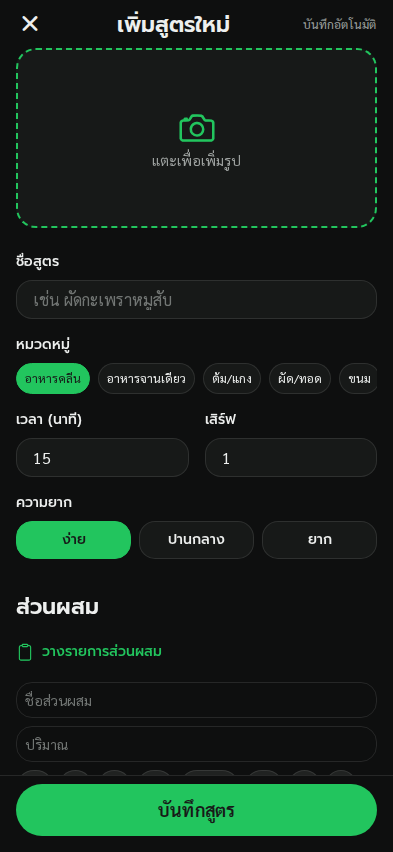 เพิ่มสูตรใหม่
บันทึกอัตโนมัติ
แตะเพื่อเพิ่มรูป
ชื่อสูตร
เช่น ผัดกะเพราหมูสับ
หมวดหมู่
อาหารคลีน อาหารจานเดียว ต้ม/แกง ผัด/ทอด ขนม
เวลา (นาที) เสิร์ฟ
15 1
ความยาก
ง่าย ปานกลาง ยาก
ส่วนผสม
วางรายการส่วนผสม
ชื่อส่วนผสม
ปริมาณ
บันทึกสูตร